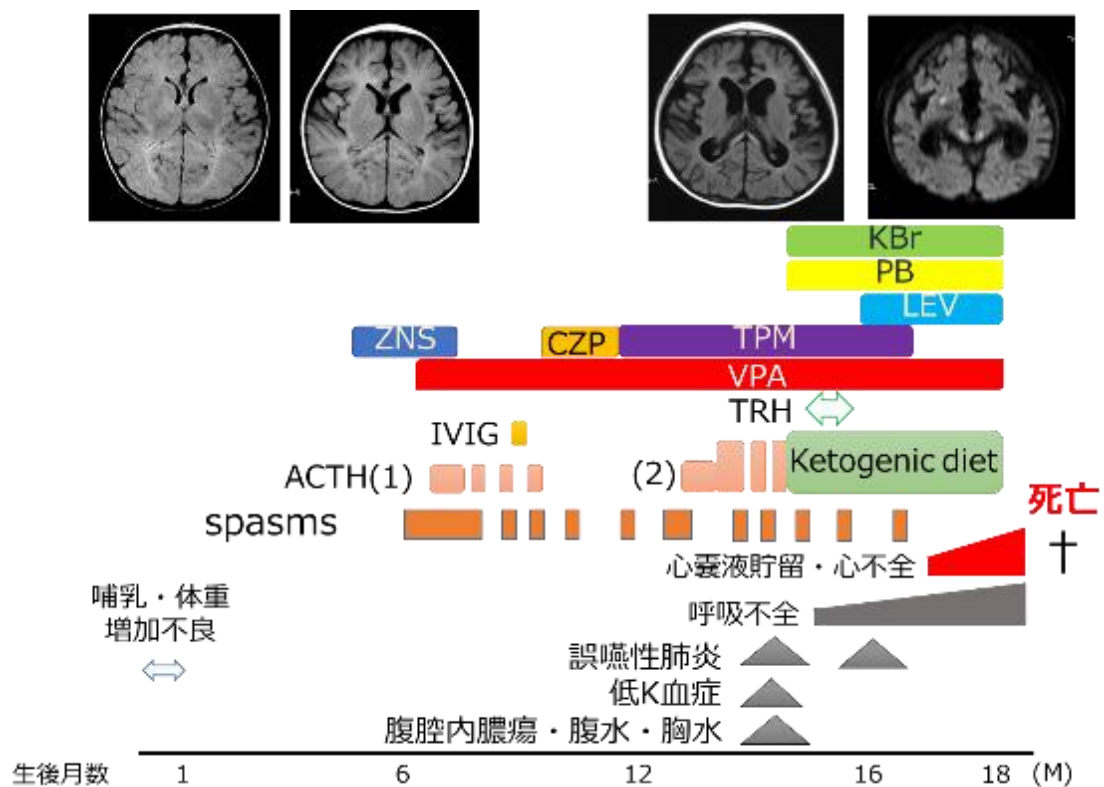 KBr
PB
LEV
ZNS
CZP
TPM
VPA
TRH
IVIG
ACTH(1)
(2)
Ketogenic diet
spasms
死亡
†
心嚢液貯留・心不全
哺乳・体重
増加不良
呼吸不全
誤嚥性肺炎
低K血症
腹腔内膿瘍・腹水・胸水
生後月数 1 6 12 16 18 (M)